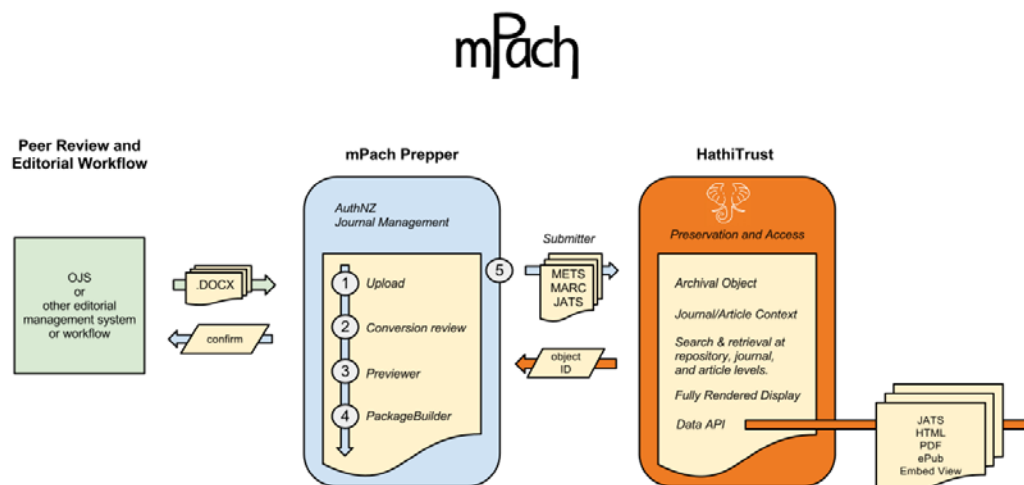 mPach
Peer Review and
Editorial Workflow
OJS
or
other editorial
management system
or workflow
.DOCX
confirm
mPach Prepper
AuthNZ
Journal Management
1 Upload
2 Conversion review
3 Previewer
4 PackageBuilder
5
Submitter
METS
MARC
JATS
object
ID
HathiTrust
Preservation and Access
Archival Object
Journal/Article Context
Search & retrieval at
repository, journal,
and article levels.
Fully Rendered Display
Data API
JATS
HTML
PDF
ePub
Embed View